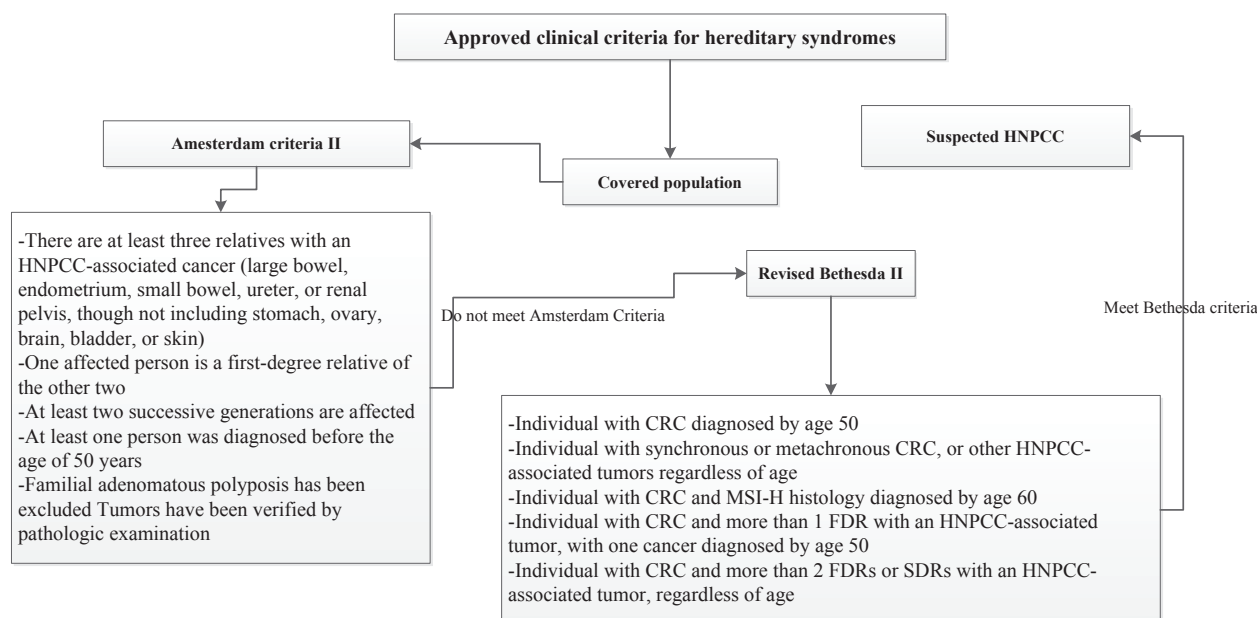 Approved clinical criteria for hereditary syndromes
Amesterdam criteria II
Suspected HNPCC
Covered population
-There are at least three relatives with an
HNPCC-associated cancer (large bowel,
endometrium, small bowel, ureter, or renal
pelvis, though not including stomach, ovary,
brain, bladder, or skin)
-One affected person is a first-degree relative of
the other two
-At least two successive generations are affected
-At least one person was diagnosed before the
age of 50 years
-Familial adenomatous polyposis has been
excluded Tumors have been verified by
pathologic examination
Do not meet Amsterdam Criteria
Revised Bethesda II
Meet Bethesda criteria
-Individual with CRC diagnosed by age 50
-Individual with synchronous or metachronous CRC, or other HNPCC-
associated tumors regardless of age
-Individual with CRC and MSI-H histology diagnosed by age 60
-Individual with CRC and more than 1 FDR with an HNPCC-associated
tumor, with one cancer diagnosed by age 50
-Individual with CRC and more than 2 FDRs or SDRs with an HNPCC-
associated tumor, regardless of age